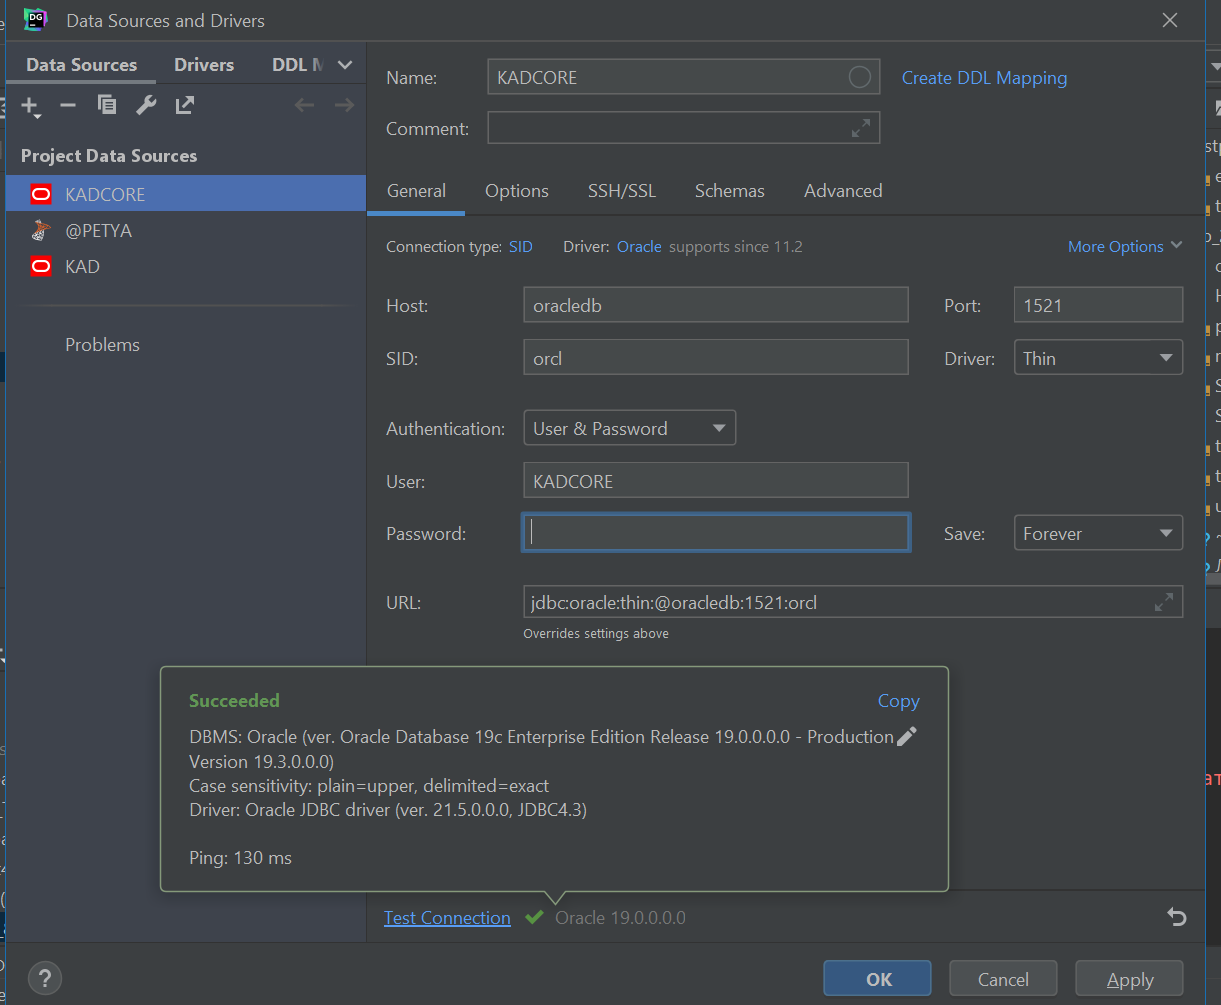 DG
Data Sources and Drivers
Data Sources
Drivers
DDL M
Project Data Sources
KADCORE
@PETYA
KAD
Problems
Name: KADCORE
Create DDL Mapping
Comment:
General Options SSH/SSL Schemas Advanced
Connection type: SID Driver: Oracle supports since 11.2 More Options
Host: oracledb Port: 1521
SID: orcl Driver: Thin
Authentication: User & Password
User: KADCORE
Password: Save: Forever
URL: jdbc:oracle:thin:@oracledb:1521:orcl
Overrides settings above
Succeeded Copy
DBMS: Oracle (ver. Oracle Database 19c Enterprise Edition Release 19.0.0.0.0 - Production
Version 19.3.0.0.0)
Case sensitivity: plain=upper, delimited=exact
Driver: Oracle JDBC driver (ver. 21.5.0.0.0, JDBC4.3)
Ping: 130 ms
Test Connection Oracle 19.0.0.0.0
? OK Cancel Apply